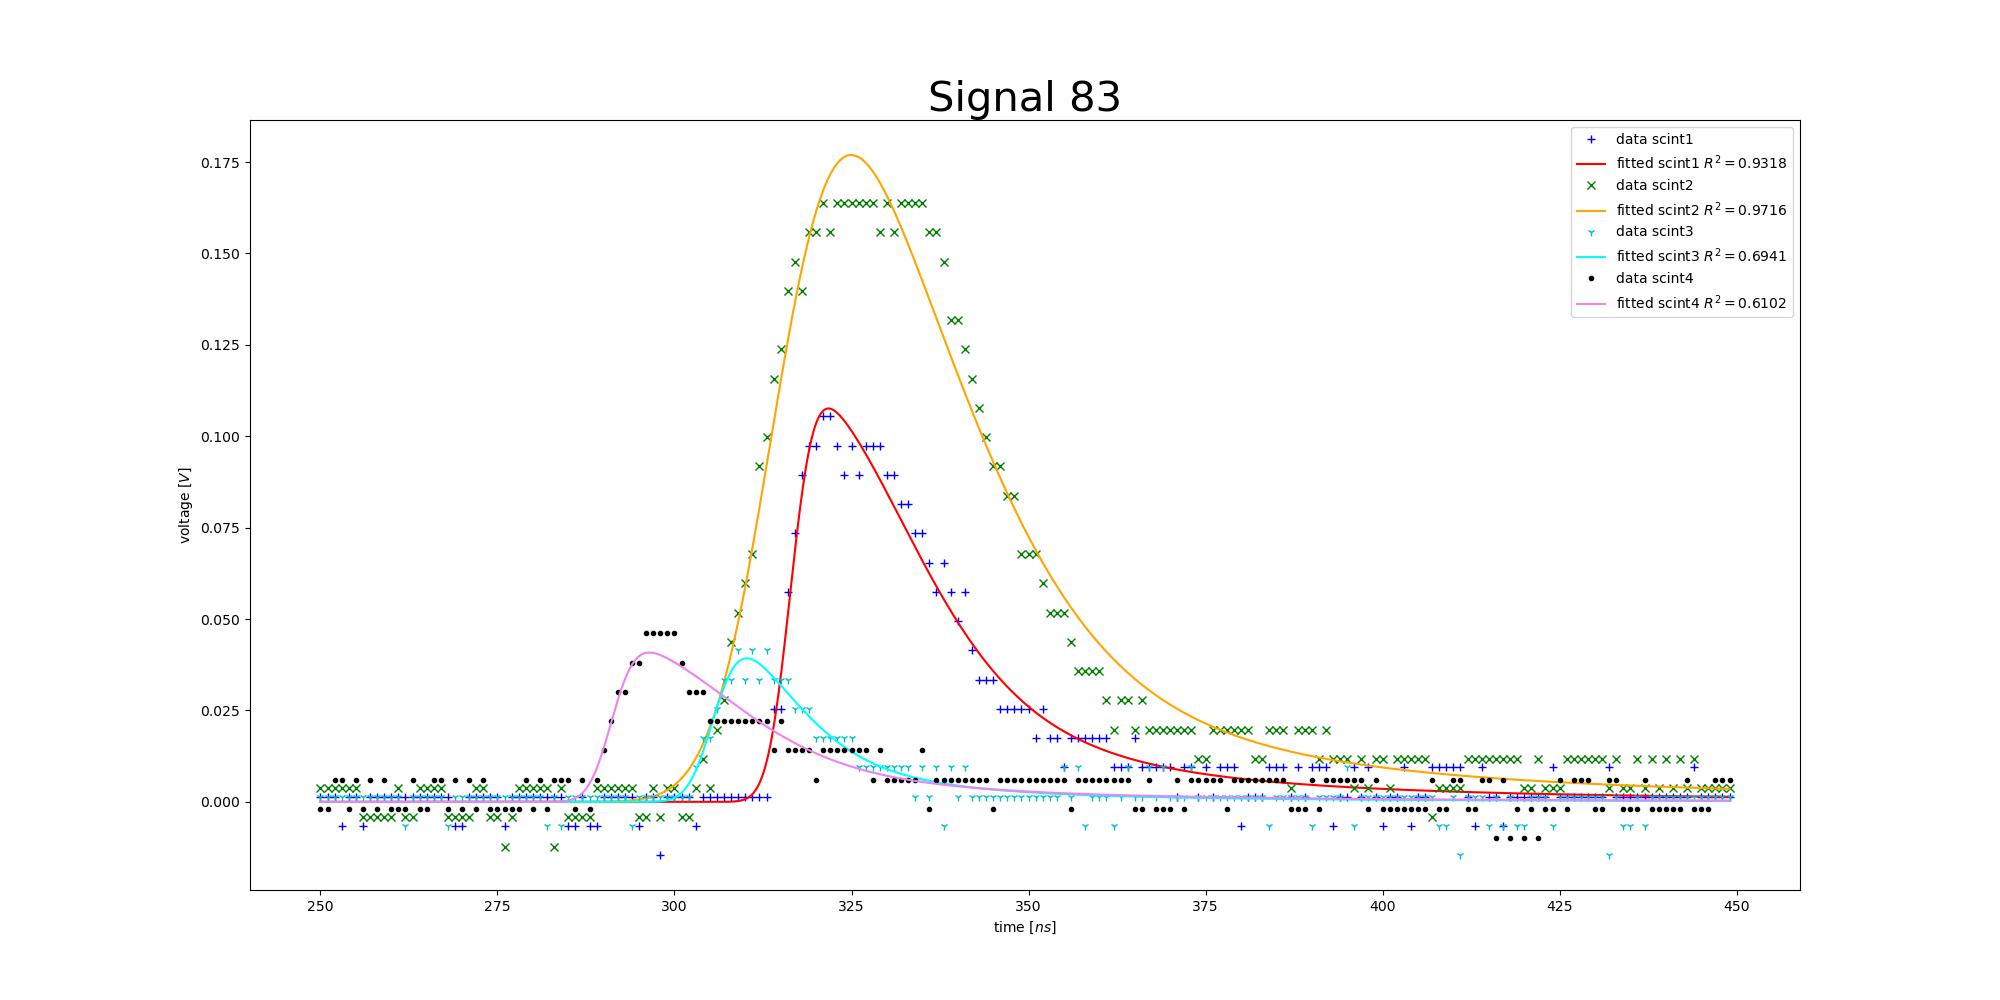 Signal 83
data scint1
fitted scint1 R² = 0.9318
data scint2
fitted scint2 R² = 0.9716
data scint3
fitted scint3 R² = 0.6941
data scint4
fitted scint4 R² = 0.6102
voltage [V]
0.175
0.150
0.125
0.100
0.075
0.050
0.025
0.000
250 275 300 325 350 375 400 425 450
time [ns]